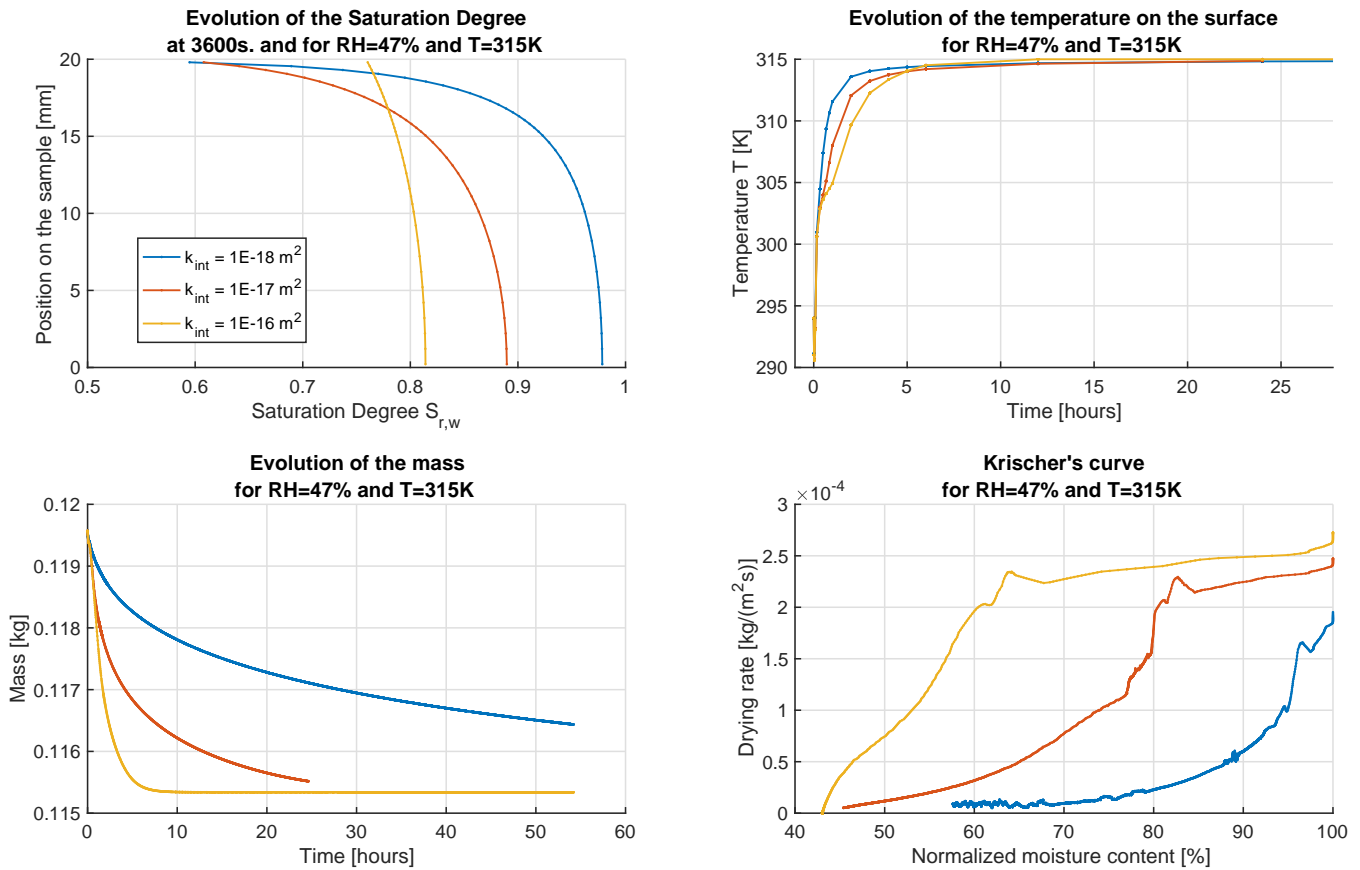 Evolution of the Saturation Degree
at 3600s. and for RH=47% and T=315K
20
15
10
5
0
Position on the sample [mm]
k_int = 1E-18 m²
k_int = 1E-17 m²
k_int = 1E-16 m²
0.5 0.6 0.7 0.8 0.9 1
Saturation Degree S_r,w
Evolution of the temperature on the surface
for RH=47% and T=315K
315
310
305
300
295
290
Temperature T [K]
0 5 10 15 20 25
Time [hours]
Evolution of the mass
for RH=47% and T=315K
0.12
0.119
0.118
0.117
0.116
0.115
Mass [kg]
0 10 20 30 40 50 60
Time [hours]
Krischer's curve
for RH=47% and T=315K
×10⁻⁴
3
2.5
2
1.5
1
0.5
0
Drying rate [kg/(m²s)]
40 50 60 70 80 90 100
Normalized moisture content [%]